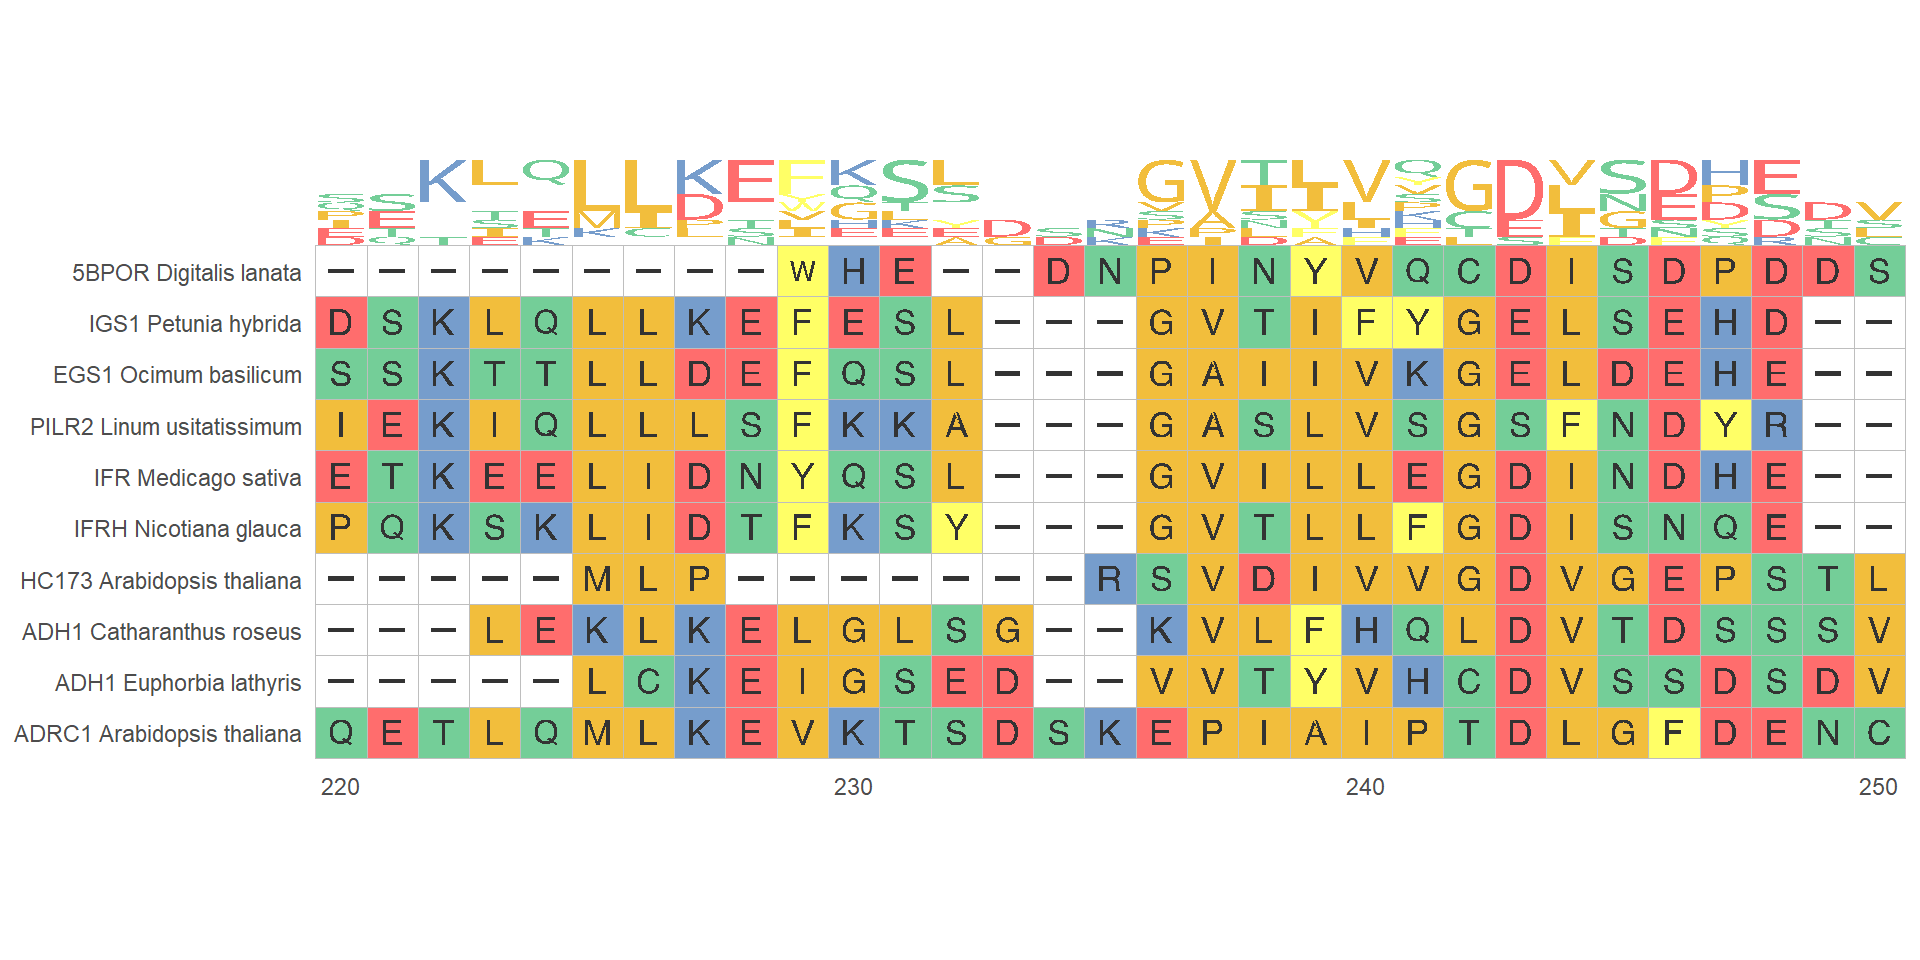 5BPOR Digitalis lanata — — — — — — — — — W H E — — D N P I N Y V Q C D I S D P D D S
IGS1 Petunia hybrida D S K L Q L L K E F E S L — — — G V T I F Y G E L S E H D — —
EGS1 Ocimum basilicum S S K T T L L D E F Q S L — — — G A I I V K G E L D E H E — —
PILR2 Linum usitatissimum I E K I Q L L L S F K K A — — — G A S L V S G S F N D Y R — —
IFR Medicago sativa E T K E E L I D N Y Q S L — — — G V I L L E G D I N D H E — —
IFRH Nicotiana glauca P Q K S K L I D T F K S Y — — — G V T L L F G D I S N Q E — —
HC173 Arabidopsis thaliana — — — — — M L P — — — — — — — R S V D I V V G D V G E P S T L
ADH1 Catharanthus roseus — — — L E K L K E L G L S G — — K V L F H Q L D V T D S S S V
ADH1 Euphorbia lathyris — — — — — L C K E I G S E D — — V V T Y V H C D V S S D S D V
ADRC1 Arabidopsis thaliana Q E T L Q M L K E V K T S D S K E P I A I P T D L G F D E N C
220 230 240 250